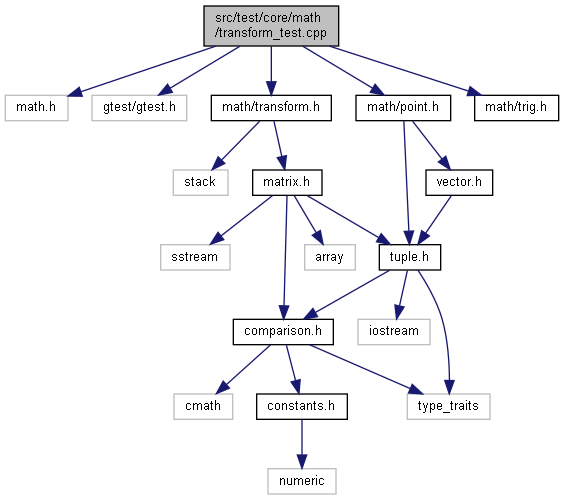 src/test/core/math
/transform_test.cpp
math.h
gtest/gtest.h
math/transform.h
math/point.h
math/trig.h
stack
matrix.h
vector.h
sstream
array
tuple.h
comparison.h
iostream
cmath
constants.h
type_traits
numeric